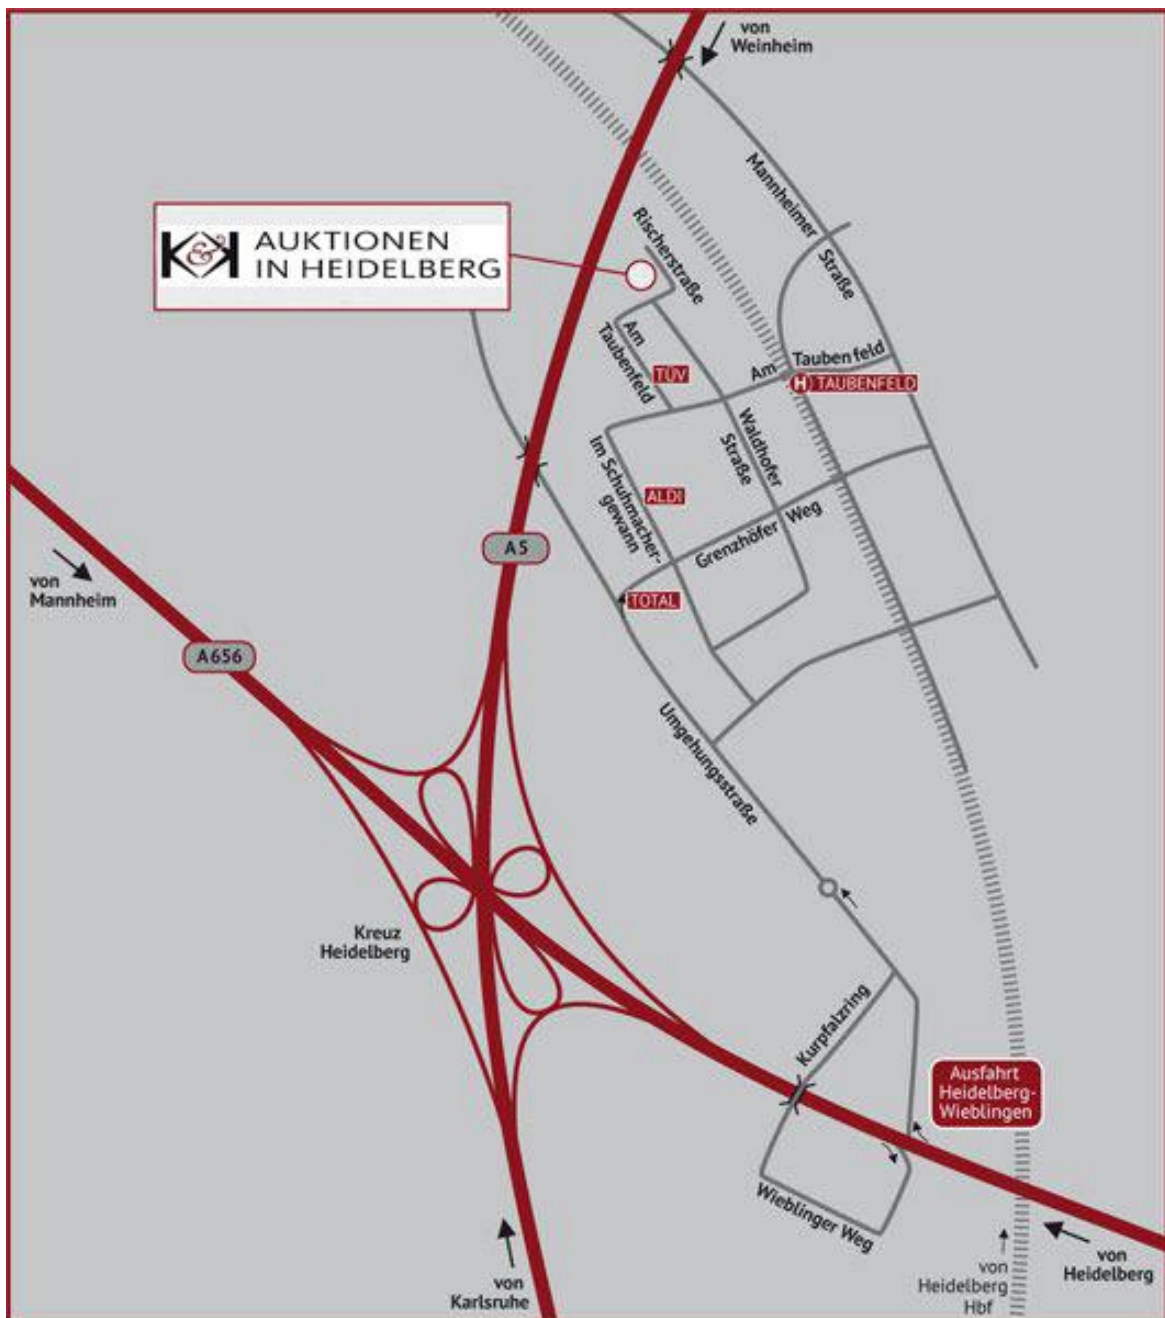 von
Weinheim
Mannheimer
Straße
K&K AUKTIONEN
IN HEIDELBERG
Rischerstraße
Am
Taubenfeld
TÜV
Am Taubenfeld
H TAUBENFELD
Waldhofer
Straße
Im Schuhmacher-
gewann
ALDI
Grenzhöfer Weg
TOTAL
A5
von
Mannheim
A656
Umgehungsstraße
Kreuz
Heidelberg
Kurpfalzring
Ausfahrt
Heidelberg-
Wieblingen
Wieblinger Weg
von
Karlsruhe
von
Heidelberg
Hbf
von
Heidelberg